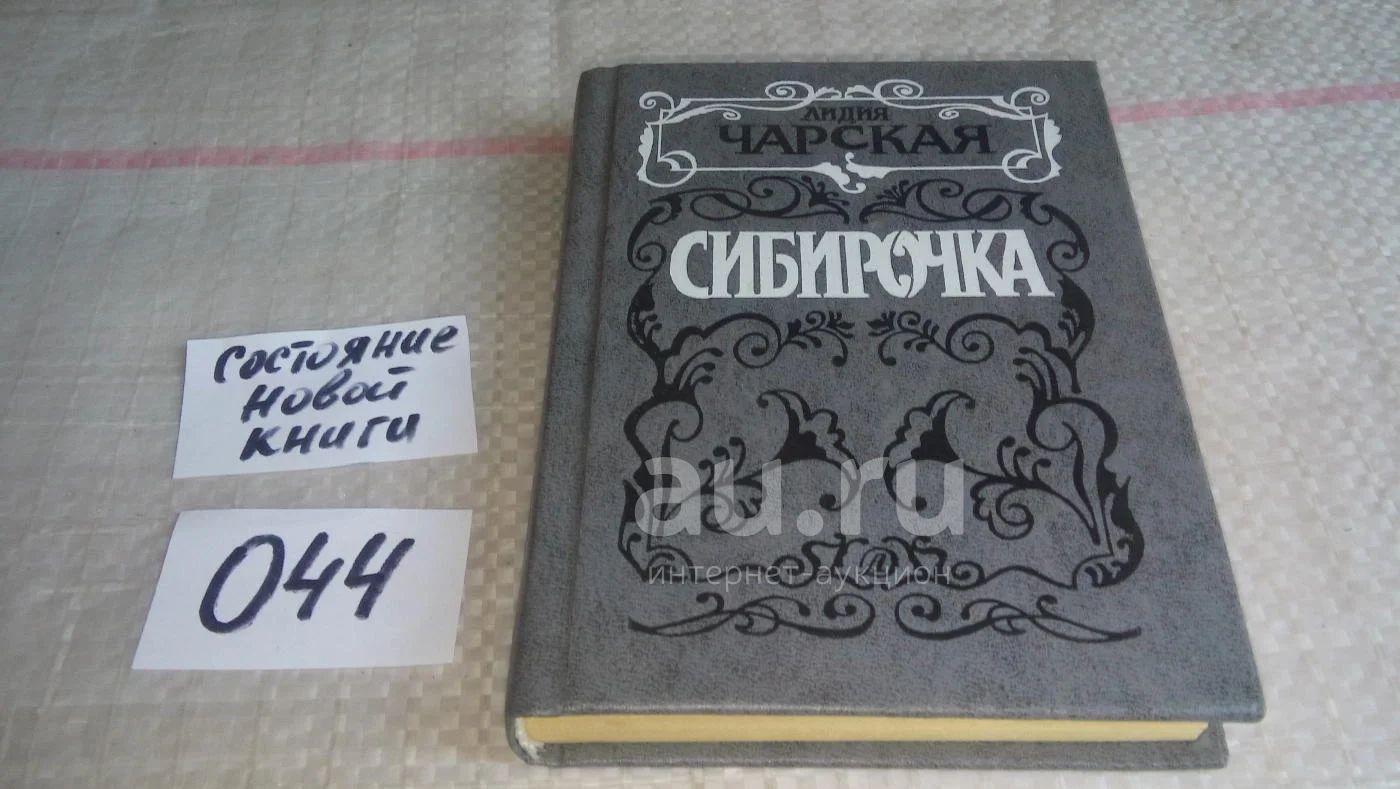 ЛИДИЯ
ЧАРСКАЯ
СИБИРОЧКА
Состояние
новой
книги
044
au.ru
интернет-аукцион